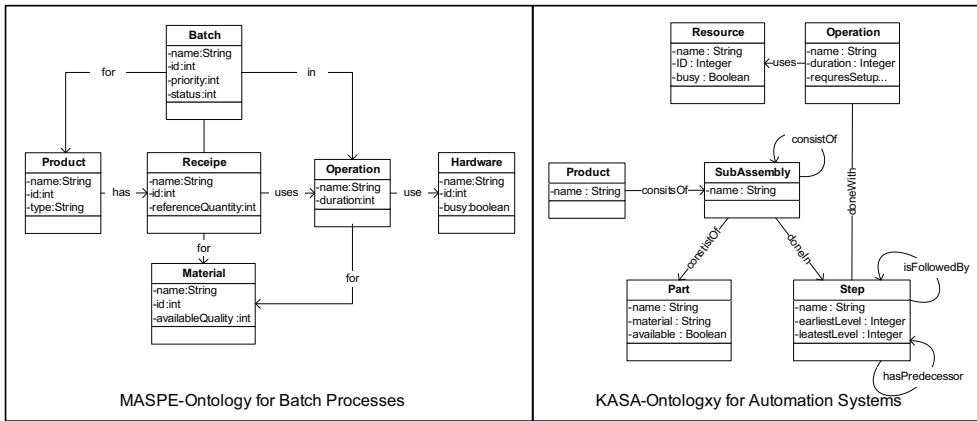 Batch
-name:String
-id:int
-priority:int
-status:int
for
in
Product
-name:String
-id:int
-type:String
has
Receipe
-name:String
-id:int
-referenceQuantity:int
uses
Operation
-name:String
-duration:int
use
Hardware
-name:String
-id:int
-busy:boolean
for
for
Material
-name:String
-id:int
-availableQuality :int
MASPE-Ontology for Batch Processes
Resource
-name : String
-ID : Integer
-busy : Boolean
uses
Operation
-name : String
-duration : Integer
-requresSetup...
consistOf
Product
-name : String
consitsOf
SubAssembly
-name : String
doneWith
constistOf
doneIn
isFollowedBy
Part
-name : String
-material : String
-available : Boolean
Step
-name : String
-earliestLevel : Integer
-leatestLevel : Integer
hasPredecessor
KASA-Ontologxy for Automation Systems